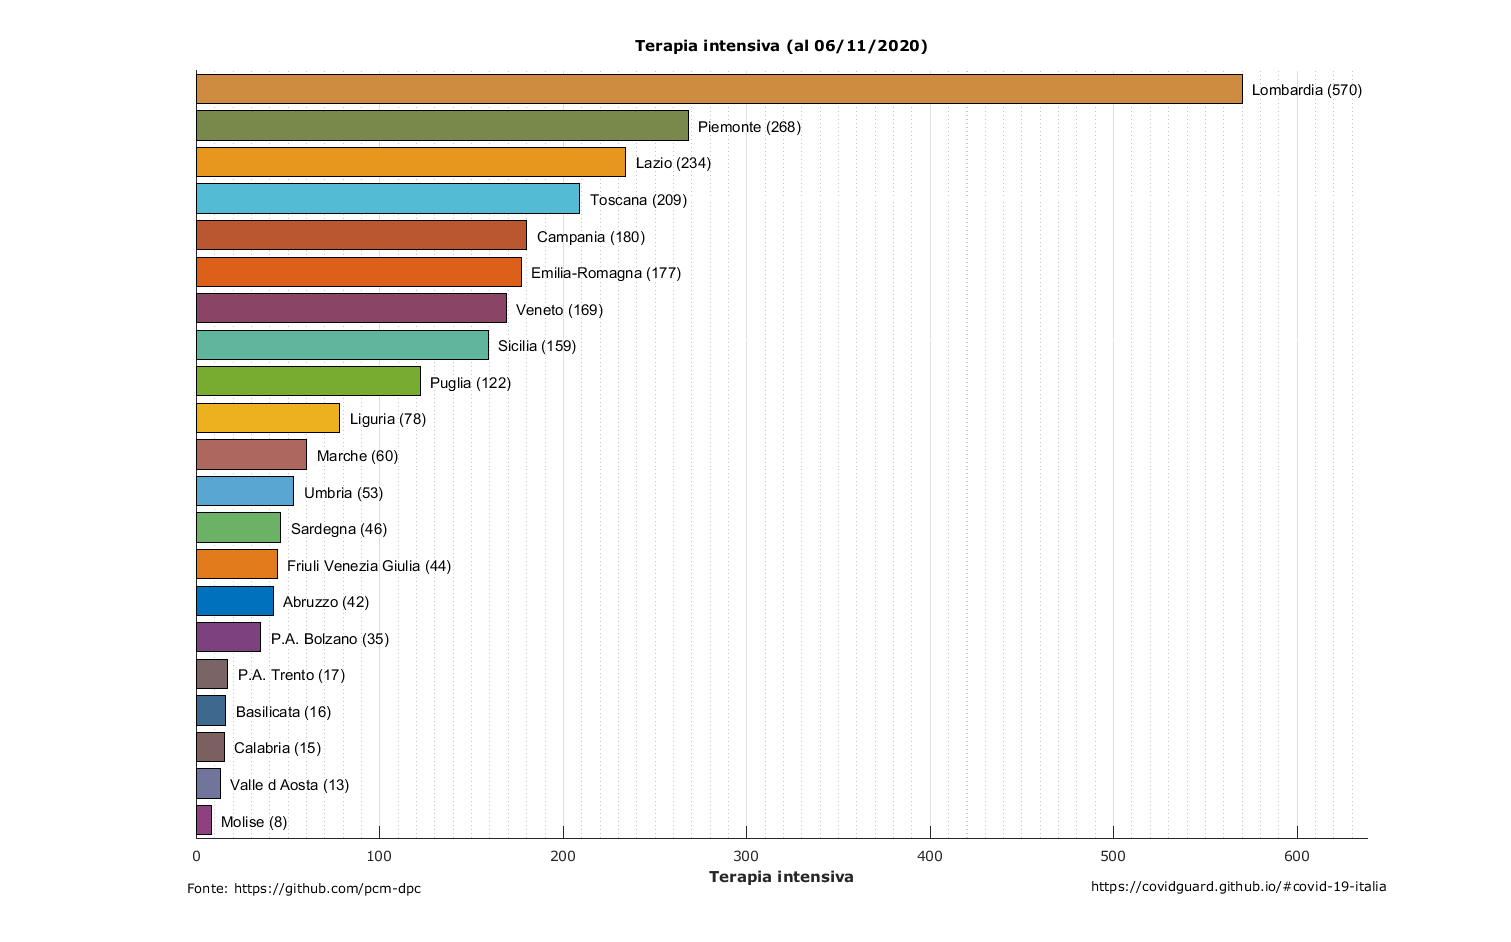 Terapia intensiva (al 06/11/2020)
Lombardia (570)
Piemonte (268)
Lazio (234)
Toscana (209)
Campania (180)
Emilia-Romagna (177)
Veneto (169)
Sicilia (159)
Puglia (122)
Liguria (78)
Marche (60)
Umbria (53)
Sardegna (46)
Friuli Venezia Giulia (44)
Abruzzo (42)
P.A. Bolzano (35)
P.A. Trento (17)
Basilicata (16)
Calabria (15)
Valle d Aosta (13)
Molise (8)
0 100 200 300 400 500 600
Terapia intensiva
Fonte: https://github.com/pcm-dpc
https://covidguard.github.io/#covid-19-italia